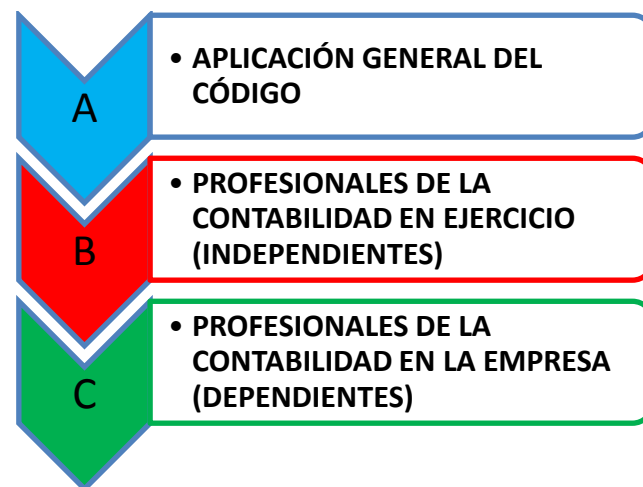 A
• APLICACIÓN GENERAL DEL
CÓDIGO
B
• PROFESIONALES DE LA
CONTABILIDAD EN EJERCICIO
(INDEPENDIENTES)
C
• PROFESIONALES DE LA
CONTABILIDAD EN LA EMPRESA
(DEPENDIENTES)